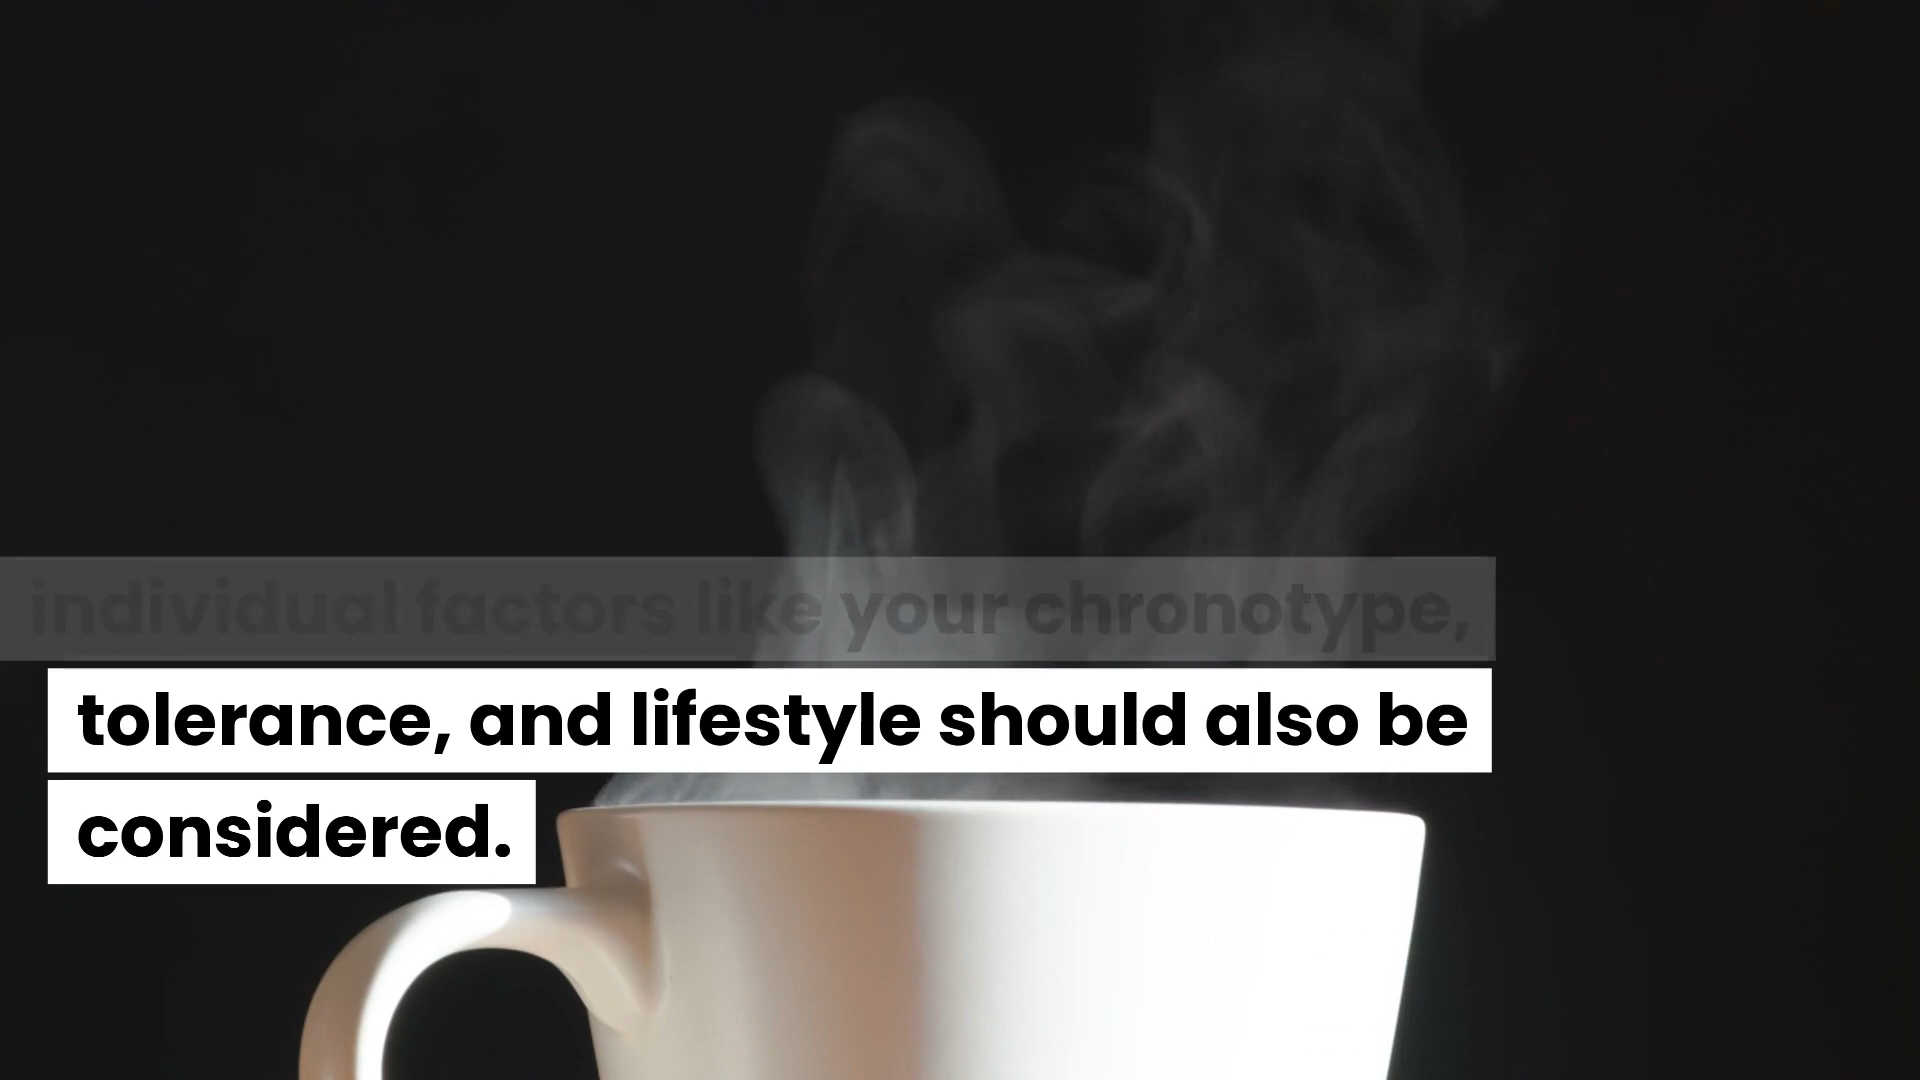 individual factors like your chronotype,
tolerance, and lifestyle should also be
considered.